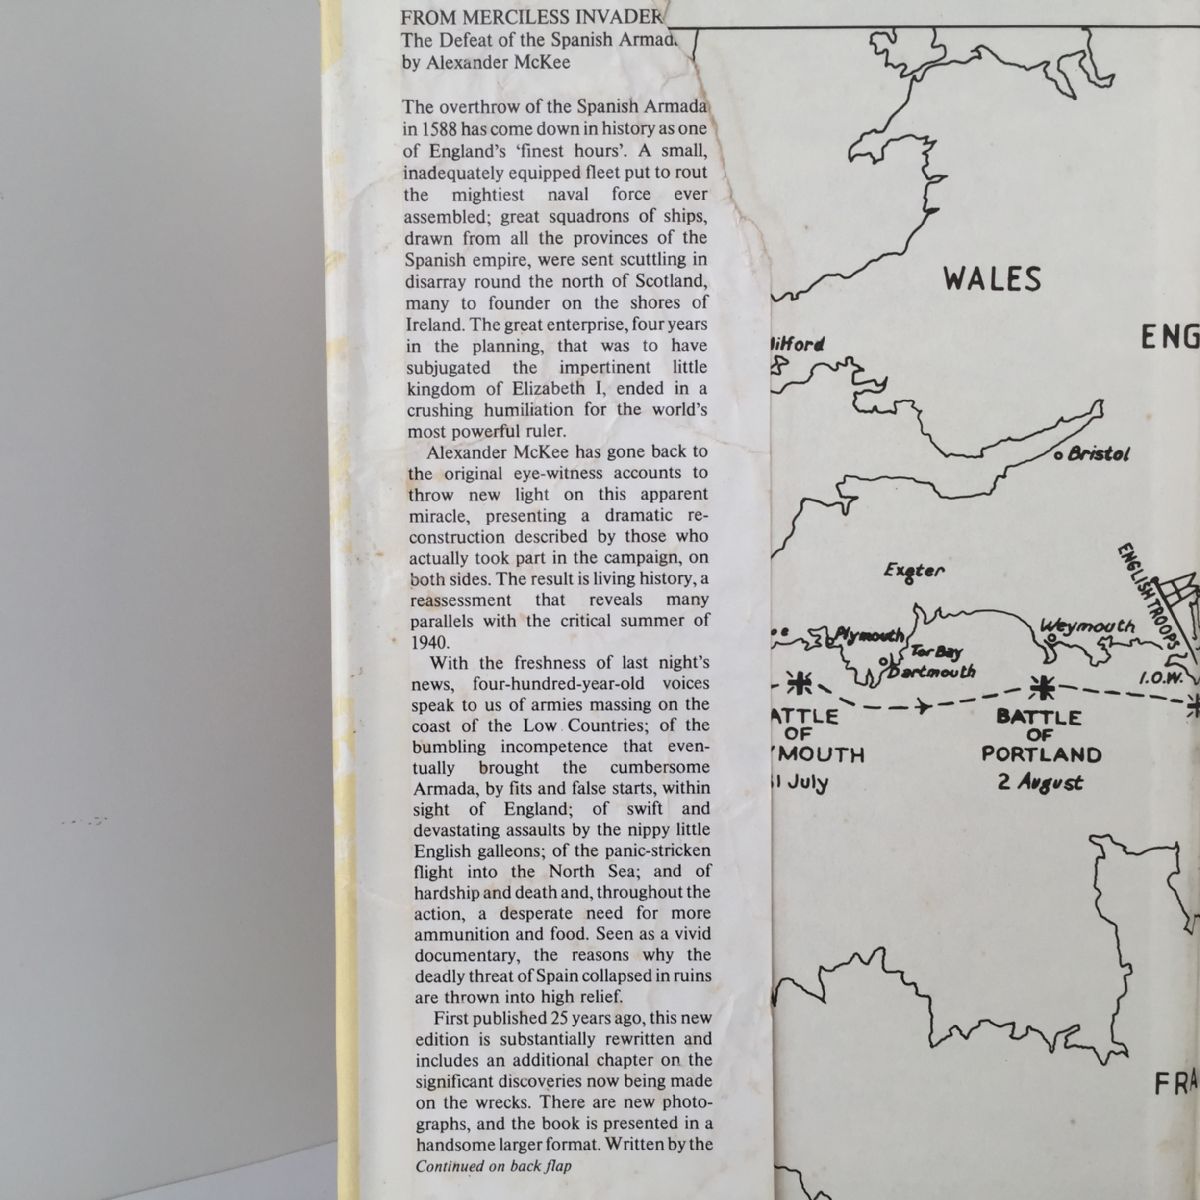 FROM MERCILESS INVADER
The Defeat of the Spanish Armad
by Alexander McKee
The overthrow of the Spanish Armada
in 1588 has come down in history as one
of England's ‘finest hours’. A small,
inadequately equipped fleet put to rout
the mightiest naval force ever
assembled; great squadrons of ships,
drawn from all the provinces of the
Spanish empire, were sent scuttling in
disarray round the north of Scotland,
many to founder on the shores of
Ireland. The great enterprise, four years
in the planning, that was to have
subjugated the impertinent little
kingdom of Elizabeth I, ended in a
crushing humiliation for the world's
most powerful ruler.
Alexander McKee has gone back to
the original eye-witness accounts to
throw new light on this apparent
miracle, presenting a dramatic re-
construction described by those who
actually took part in the campaign, on
both sides. The result is living history, a
reassessment that reveals many
parallels with the critical summer of
1940.
With the freshness of last night's
news, four-hundred-year-old voices
speak to us of armies massing on the
coast of the Low Countries; of the
bumbling incompetence that even-
tually brought the cumbersome
Armada, by fits and false starts, within
sight of England; of swift and
devastating assaults by the nippy little
English galleons; of the panic-stricken
flight into the North Sea; and of
hardship and death and, throughout the
action, a desperate need for more
ammunition and food. Seen as a vivid
documentary, the reasons why the
deadly threat of Spain collapsed in ruins
are thrown into high relief.
First published 25 years ago, this new
edition is substantially rewritten and
includes an additional chapter on the
significant discoveries now being made
on the wrecks. There are new photo-
graphs, and the book is presented in a
handsome larger format. Written by the
Continued on back flap
WALES
ENG
ilford
Bristol
Exeter
ENGLISH TROOPS
Plymouth
Weymouth
Tor Bay
Dartmouth
I.O.W.
ATTLE
OF
YMOUTH
1 July
BATTLE
OF
PORTLAND
2 August
FRA